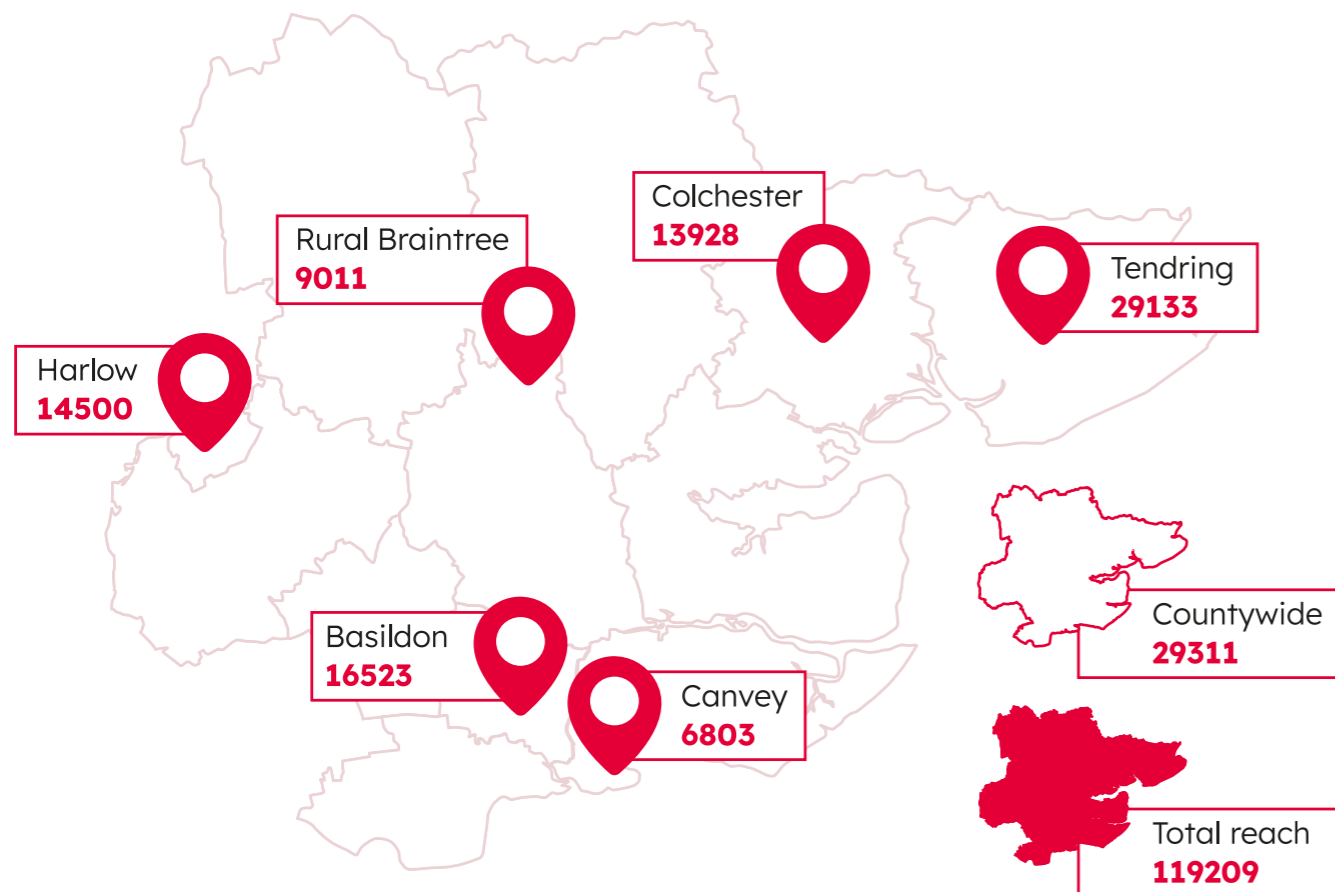 Colchester
13928
Rural Braintree
9011
Tendring
29133
Harlow
14500
Basildon
16523
Canvey
6803
Countywide
29311
Total reach
119209